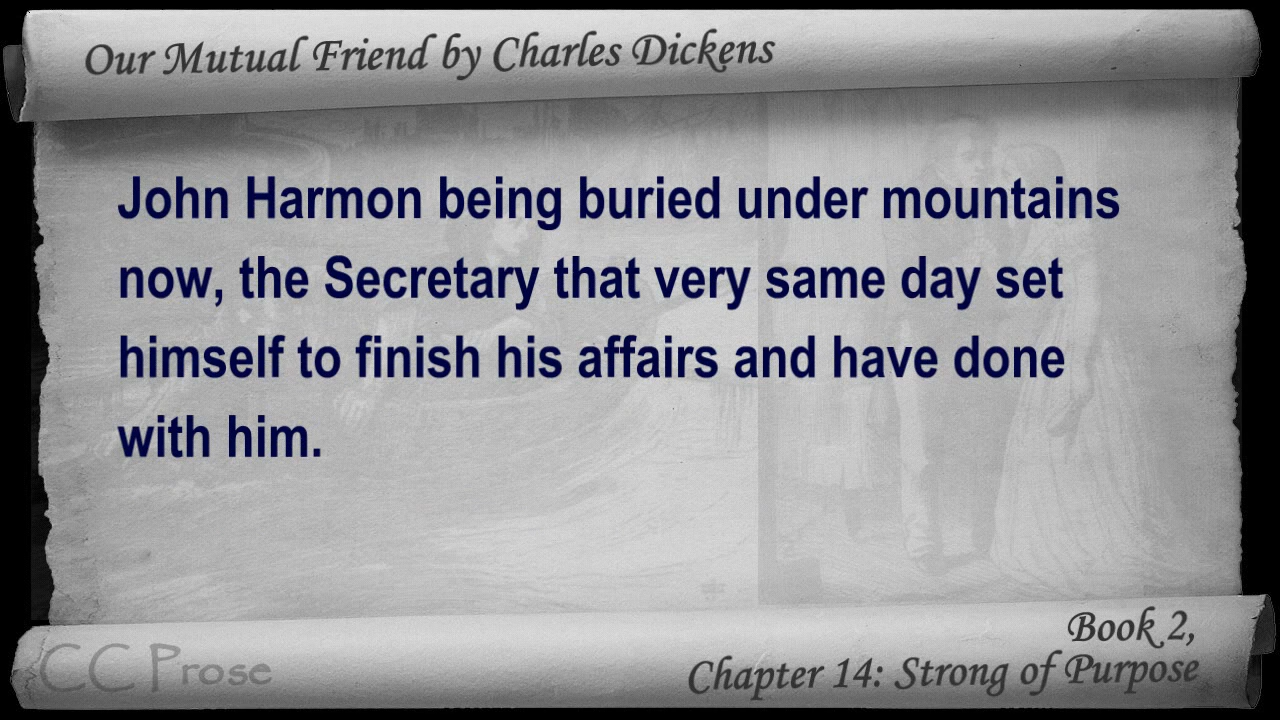 Our Mutual Friend by Charles Dickens
John Harmon being buried under mountains
now, the Secretary that very same day set
himself to finish his affairs and have done
with him.
Book 2,
Chapter 14: Strong of Purpose
CC Prose